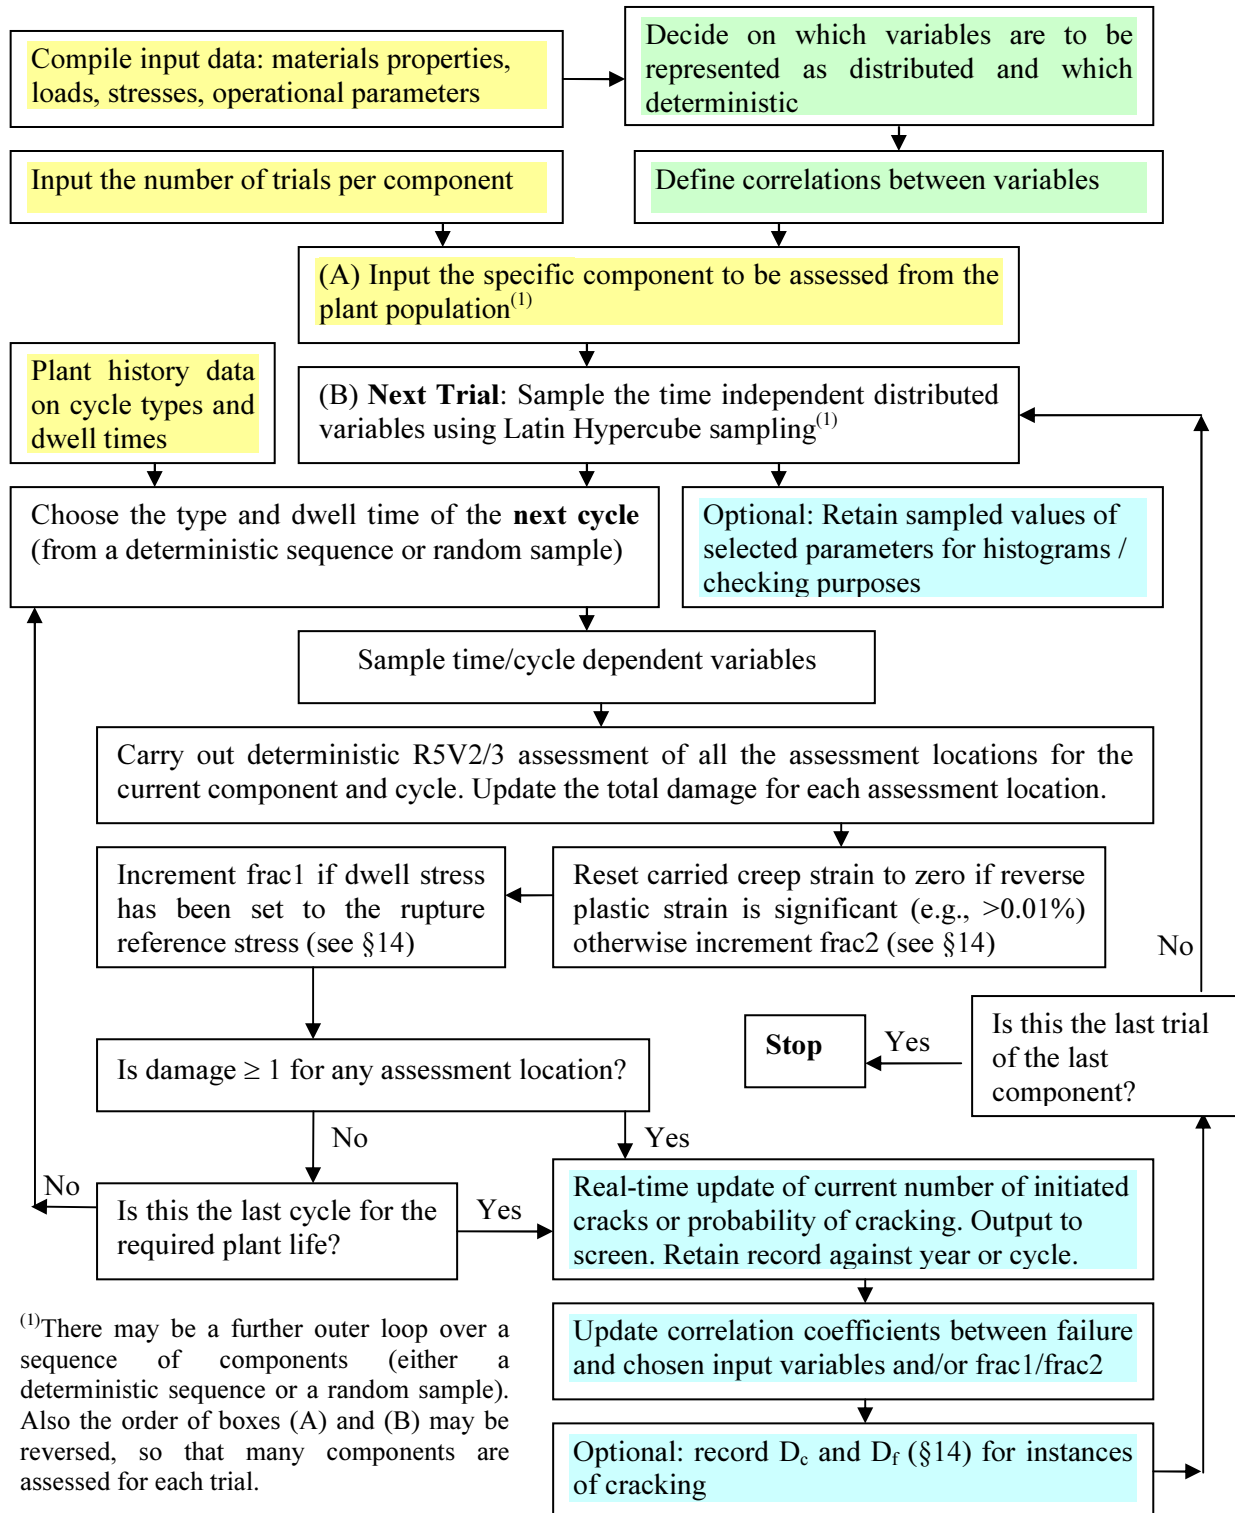 Compile input data: materials properties,
loads, stresses, operational parameters
Decide on which variables are to be
represented as distributed and which
deterministic
Input the number of trials per component
Define correlations between variables
(A) Input the specific component to be assessed from the
plant population(1)
Plant history data
on cycle types and
dwell times
(B) Next Trial: Sample the time independent distributed
variables using Latin Hypercube sampling(1)
Choose the type and dwell time of the next cycle
(from a deterministic sequence or random sample)
Optional: Retain sampled values of
selected parameters for histograms /
checking purposes
Sample time/cycle dependent variables
Carry out deterministic R5V2/3 assessment of all the assessment locations for the
current component and cycle. Update the total damage for each assessment location.
Increment frac1 if dwell stress
has been set to the rupture
reference stress (see §14)
Reset carried creep strain to zero if reverse
plastic strain is significant (e.g., >0.01%)
otherwise increment frac2 (see §14)
No
Is damage ≥ 1 for any assessment location?
Stop
Yes
Is this the last trial
of the last
component?
No
Yes
No
Is this the last cycle for the
required plant life?
Yes
Real-time update of current number of initiated
cracks or probability of cracking. Output to
screen. Retain record against year or cycle.
Update correlation coefficients between failure
and chosen input variables and/or frac1/frac2
Optional: record Dc and Df (§14) for instances
of cracking
(1)There may be a further outer loop over a
sequence of components (either a
deterministic sequence or a random sample).
Also the order of boxes (A) and (B) may be
reversed, so that many components are
assessed for each trial.